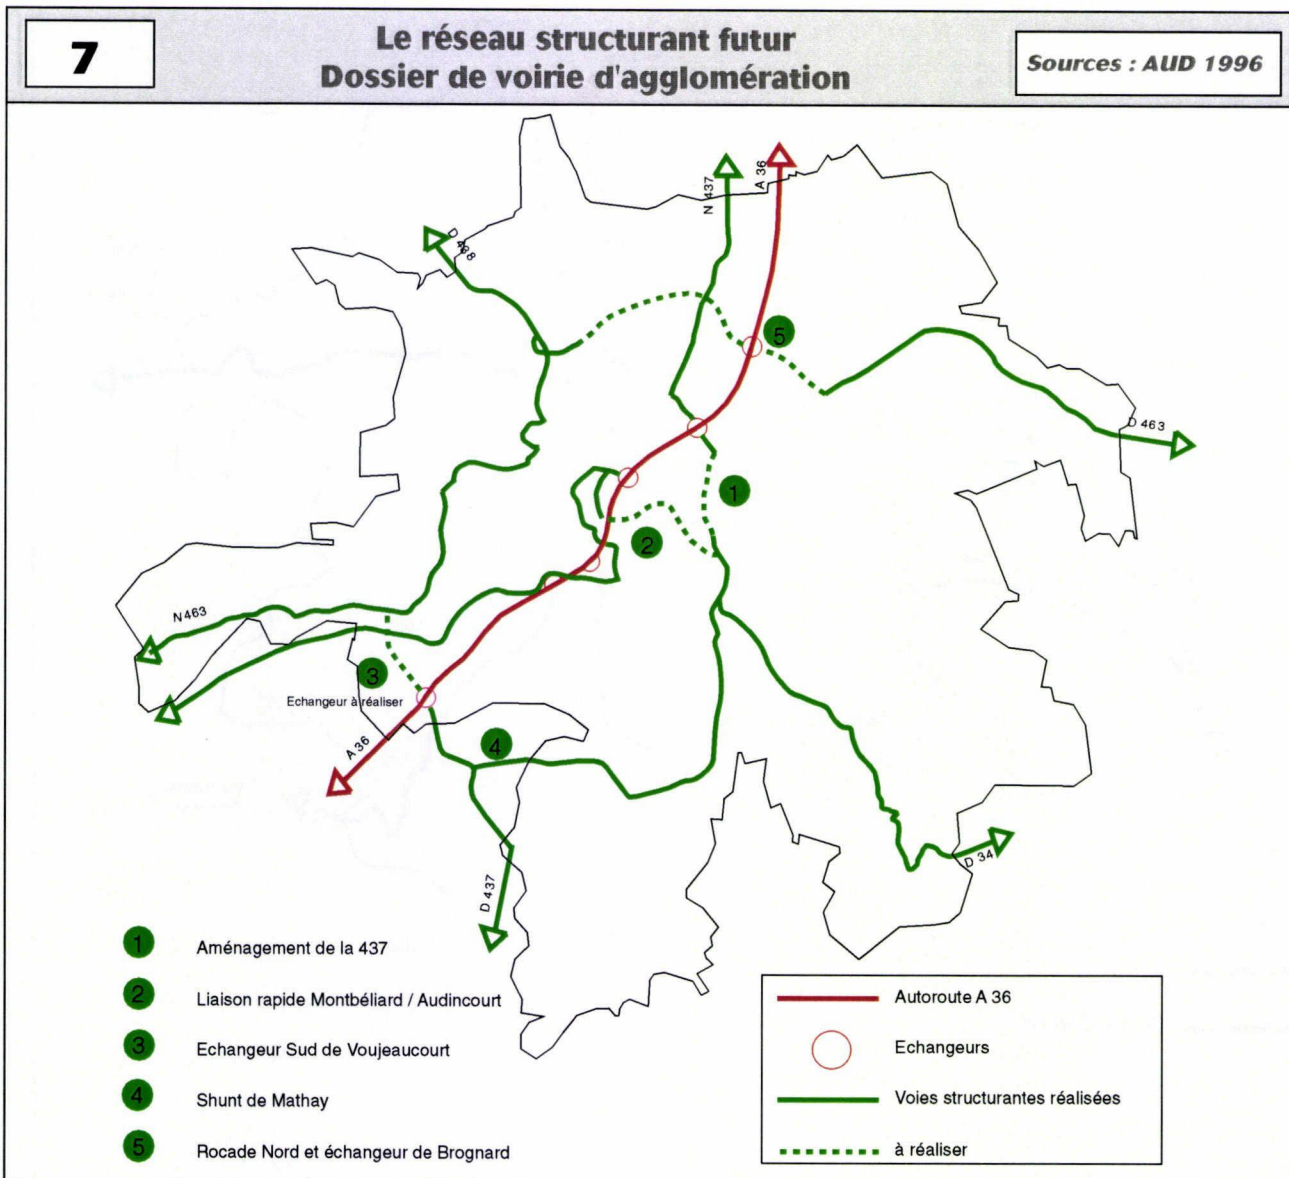 7
Le réseau structurant futur
Dossier de voirie d'agglomération
Sources : AUD 1996
N 437
A 36
D 438
5
D 463
1
2
N 463
3
Echangeur à réaliser
A 36
4
D 34
D 437
1 Aménagement de la 437
2 Liaison rapide Montbéliard / Audincourt
3 Echangeur Sud de Voujeaucourt
4 Shunt de Mathay
5 Rocade Nord et échangeur de Brognard
Autoroute A 36
Echangeurs
Voies structurantes réalisées
à réaliser